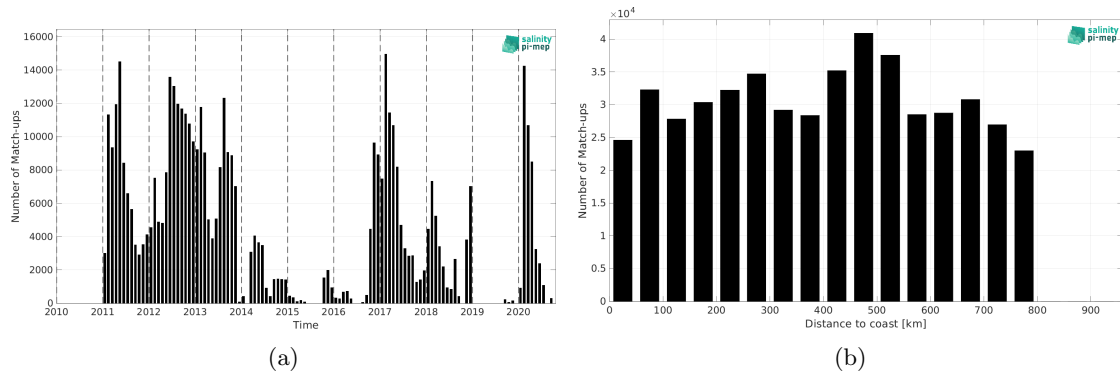 salinity
pi-mep
16000
14000
12000
10000
8000
6000
4000
2000
0
Number of Match-ups
2010 2011 2012 2013 2014 2015 2016 2017 2018 2019 2020
Time
(a)
×10⁴
salinity
pi-mep
4
3.5
3
2.5
2
1.5
1
0.5
0
Number of Match-ups
0 100 200 300 400 500 600 700 800 900
Distance to coast [km]
(b)